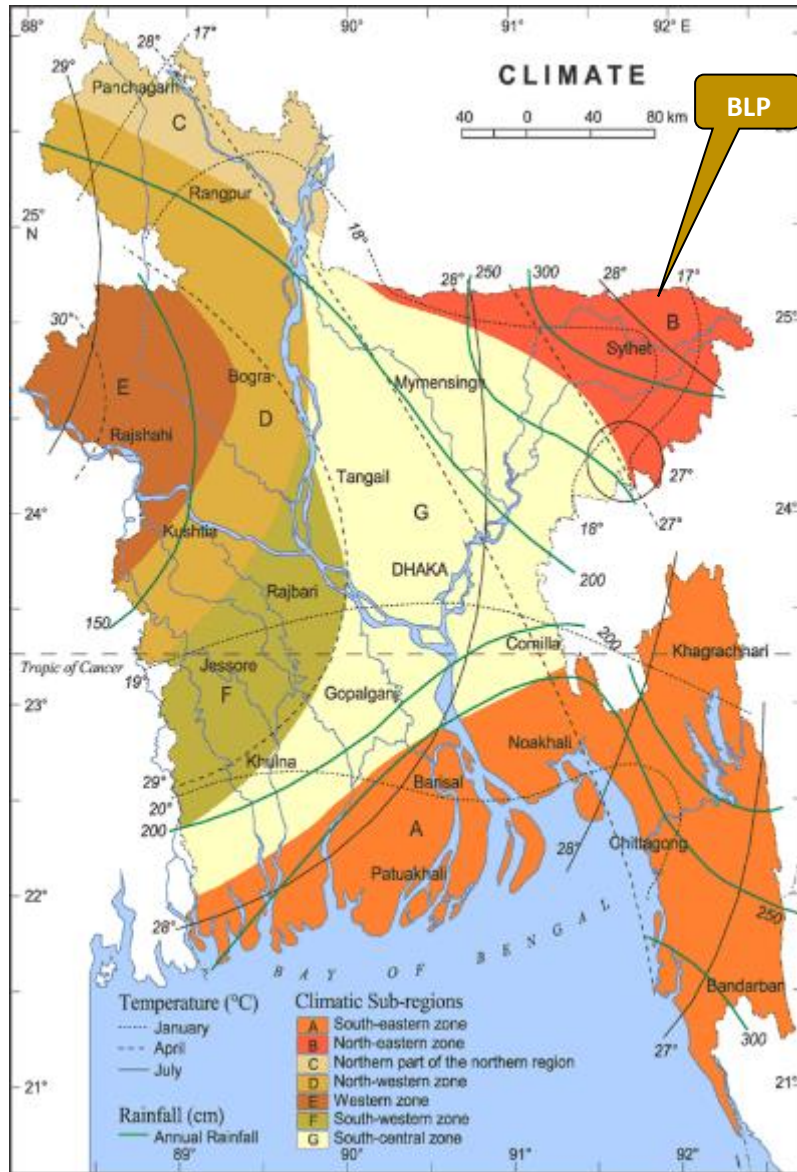 88°
89°
90°
91°
92° E
CLIMATE
40 0 40 80 km
BLP
28°
17°
29°
Panchagarh
C
Rangpur
25°
N
18°
26°
250
300
28°
17°
B
25°
Sylhet
30°
Mymensingh
E
Bogra
D
Rajshahi
Tangail
27°
24°
G
18°
27°
24°
Kushtia
DHAKA
200
Rajbari
150
Comilla
200
Khagrachhari
Tropic of Cancer
Jessore
19°
23°
F
Gopalganj
Noakhali
Khulna
29°
20°
200
Barisal
A
Chittagong
28°
22°
Patuakhali
28°
250
BAY OF BENGAL
Bandarban
Temperature (°C)
January
April
July
Rainfall (cm)
Annual Rainfall
Climatic Sub-regions
A South-eastern zone
B North-eastern zone
C Northern part of the northern region
D North-western zone
E Western zone
F South-western zone
G South-central zone
27°
300
21°
21°
89°
90°
91°
92°